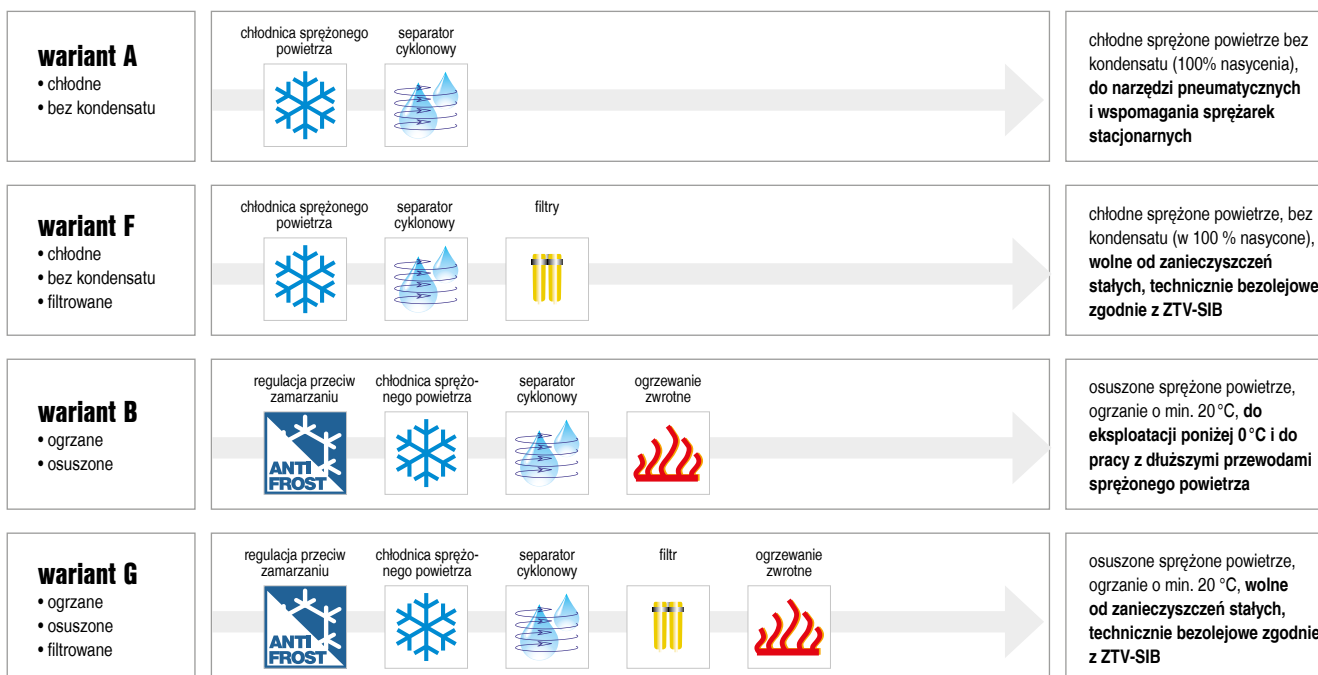 wariant A
• chłodne
• bez kondensatu
chłodnica sprężonego
powietrza
separator
cyklonowy
chłodne sprężone powietrze bez
kondensatu (100% nasycenia),
do narzędzi pneumatycznych
i wspomagania sprężarek
stacjonarnych
wariant F
• chłodne
• bez kondensatu
• filtrowane
chłodnica sprężonego
powietrza
separator
cyklonowy
filtry
chłodne sprężone powietrze, bez
kondensatu (w 100 % nasycone),
wolne od zanieczyszczeń
stałych, technicznie bezolejowe
zgodnie z ZTV-SIB
wariant B
• ogrzane
• osuszone
regulacja przeciw
zamarzaniu
ANTI
FROST
chłodnica sprężo-
nego powietrza
separator
cyklonowy
ogrzewanie
zwrotne
osuszone sprężone powietrze,
ogrzanie o min. 20 °C, do
eksploatacji poniżej 0 °C i do
pracy z dłuższymi przewodami
sprężonego powietrza
wariant G
• ogrzane
• osuszone
• filtrowane
regulacja przeciw
zamarzaniu
ANTI
FROST
chłodnica sprężo-
nego powietrza
separator
cyklonowy
filtr
ogrzewanie
zwrotne
osuszone sprężone powietrze,
ogrzanie o min. 20 °C, wolne
od zanieczyszczeń stałych,
technicznie bezolejowe zgodnie
z ZTV-SIB